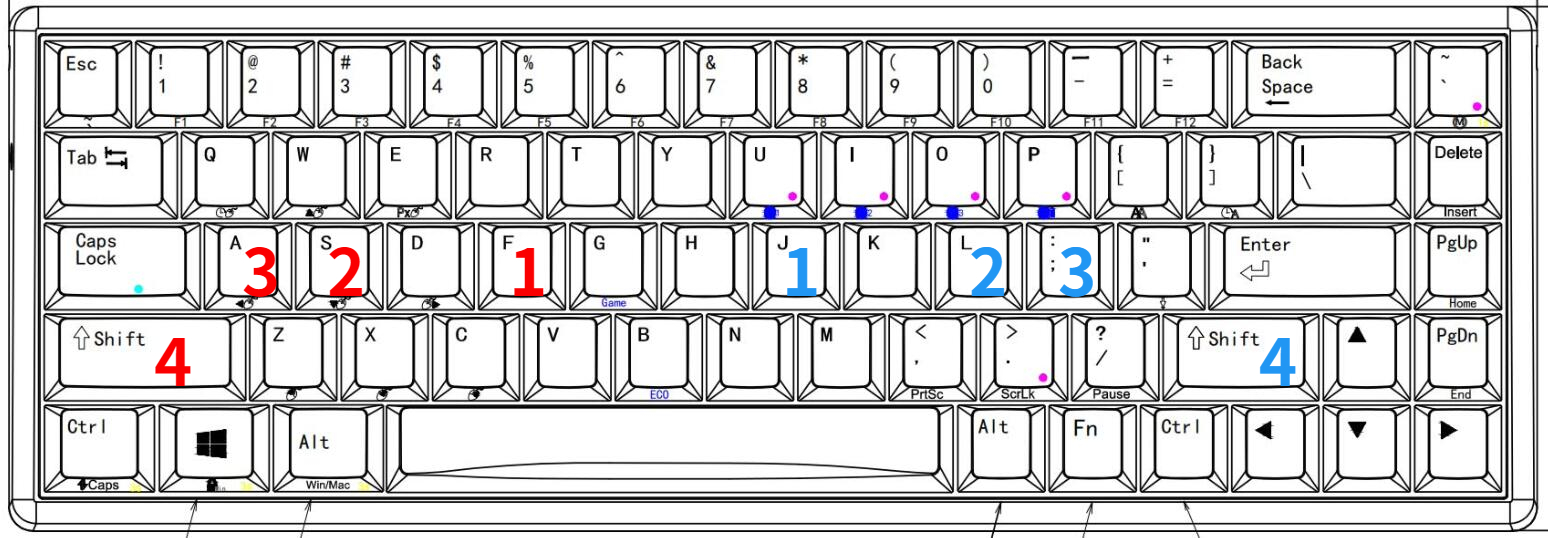 Esc ! 1 @ 2 # 3 $ 4 % 5 ^ 6 & 7 * 8 ( 9 ) 0 — - + = Back Space ~ `
~ F1 F2 F3 F4 F5 F6 F7 F8 F9 F10 F11 F12 M
Tab Q W E R T Y U I O P { [ } ] | \ Delete
Px 1 2 3 A A A Insert
Caps Lock A 3 S 2 D F 1 G H J 1 K L 2 : ; 3 " ' Enter PgUp
Game Home
Shift 4 Z X C V B N M < , > . ? / Shift 4 PgDn
ECO PrtSc ScrLk Pause End
Ctrl Alt Alt Fn Ctrl
Caps Win/Mac